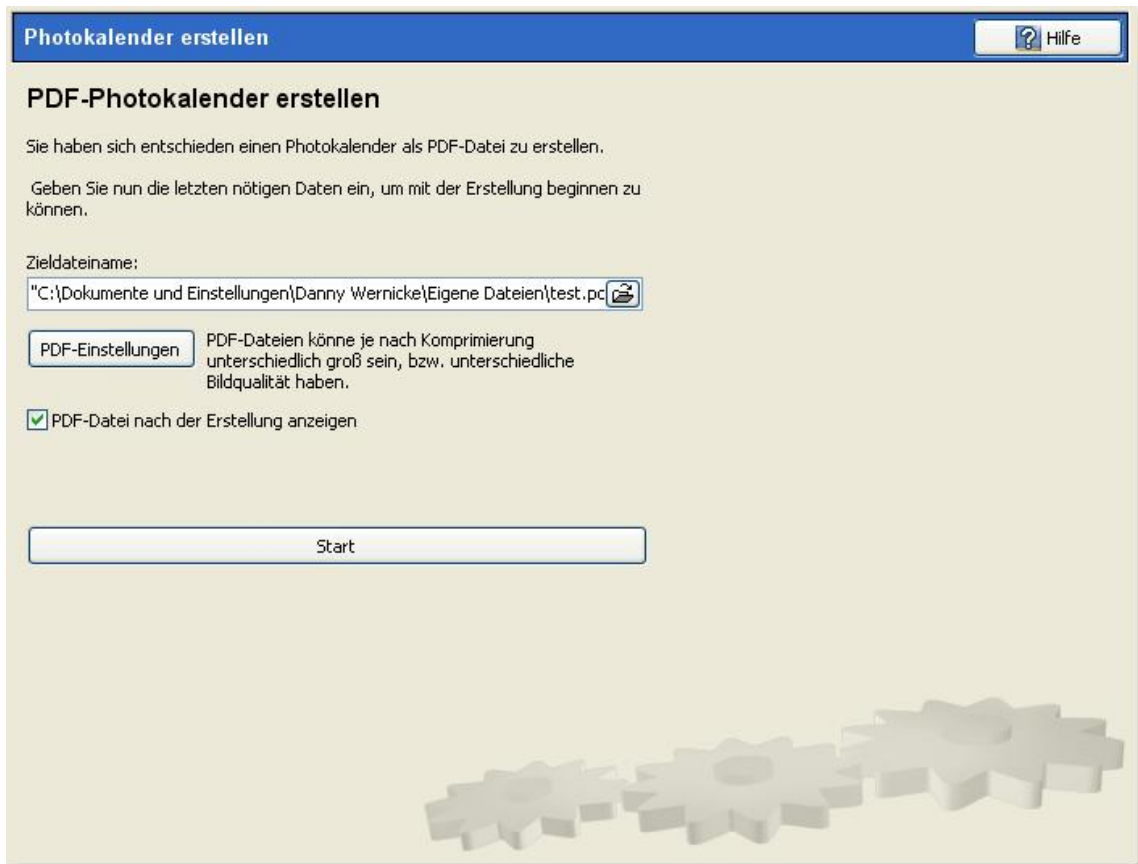 Photokalender erstellen
Hilfe
PDF-Photokalender erstellen
Sie haben sich entschieden einen Photokalender als PDF-Datei zu erstellen.
Geben Sie nun die letzten nötigen Daten ein, um mit der Erstellung beginnen zu
können.
Zieldateiname:
"C:\Dokumente und Einstellungen\Danny Wernicke\Eigene Dateien\test.pd
PDF-Einstellungen
PDF-Dateien könne je nach Komprimierung
unterschiedlich groß sein, bzw. unterschiedliche
Bildqualität haben.
PDF-Datei nach der Erstellung anzeigen
Start